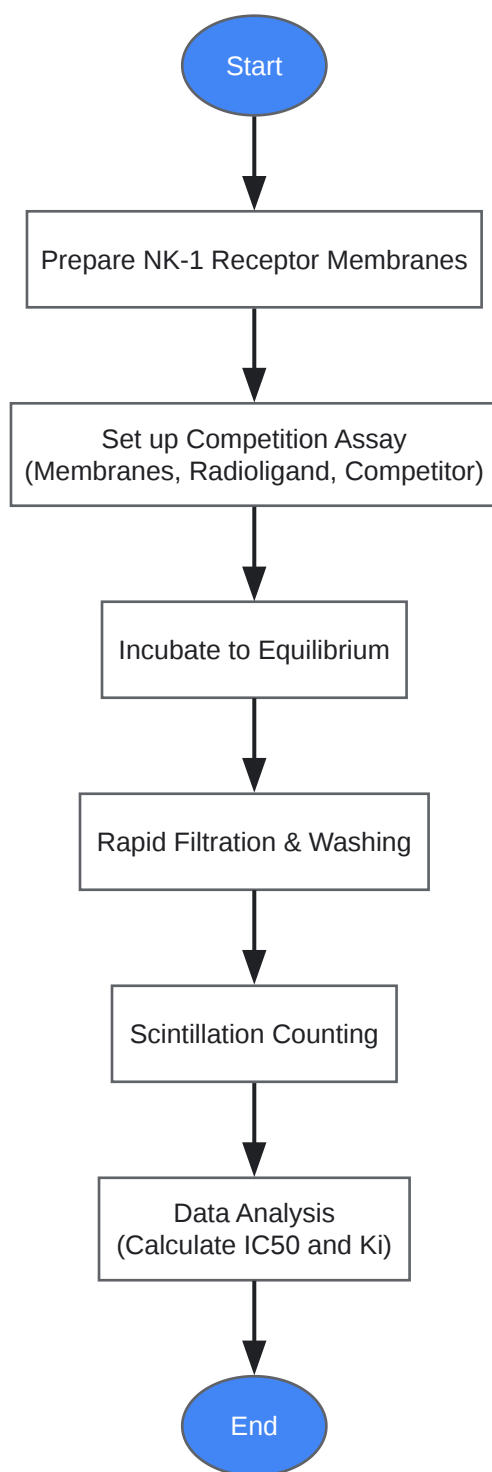 Start
Prepare NK-1 Receptor Membranes
Set up Competition Assay
(Membranes, Radioligand, Competitor)
Incubate to Equilibrium
Rapid Filtration & Washing
Scintillation Counting
Data Analysis
(Calculate IC50 and Ki)
End